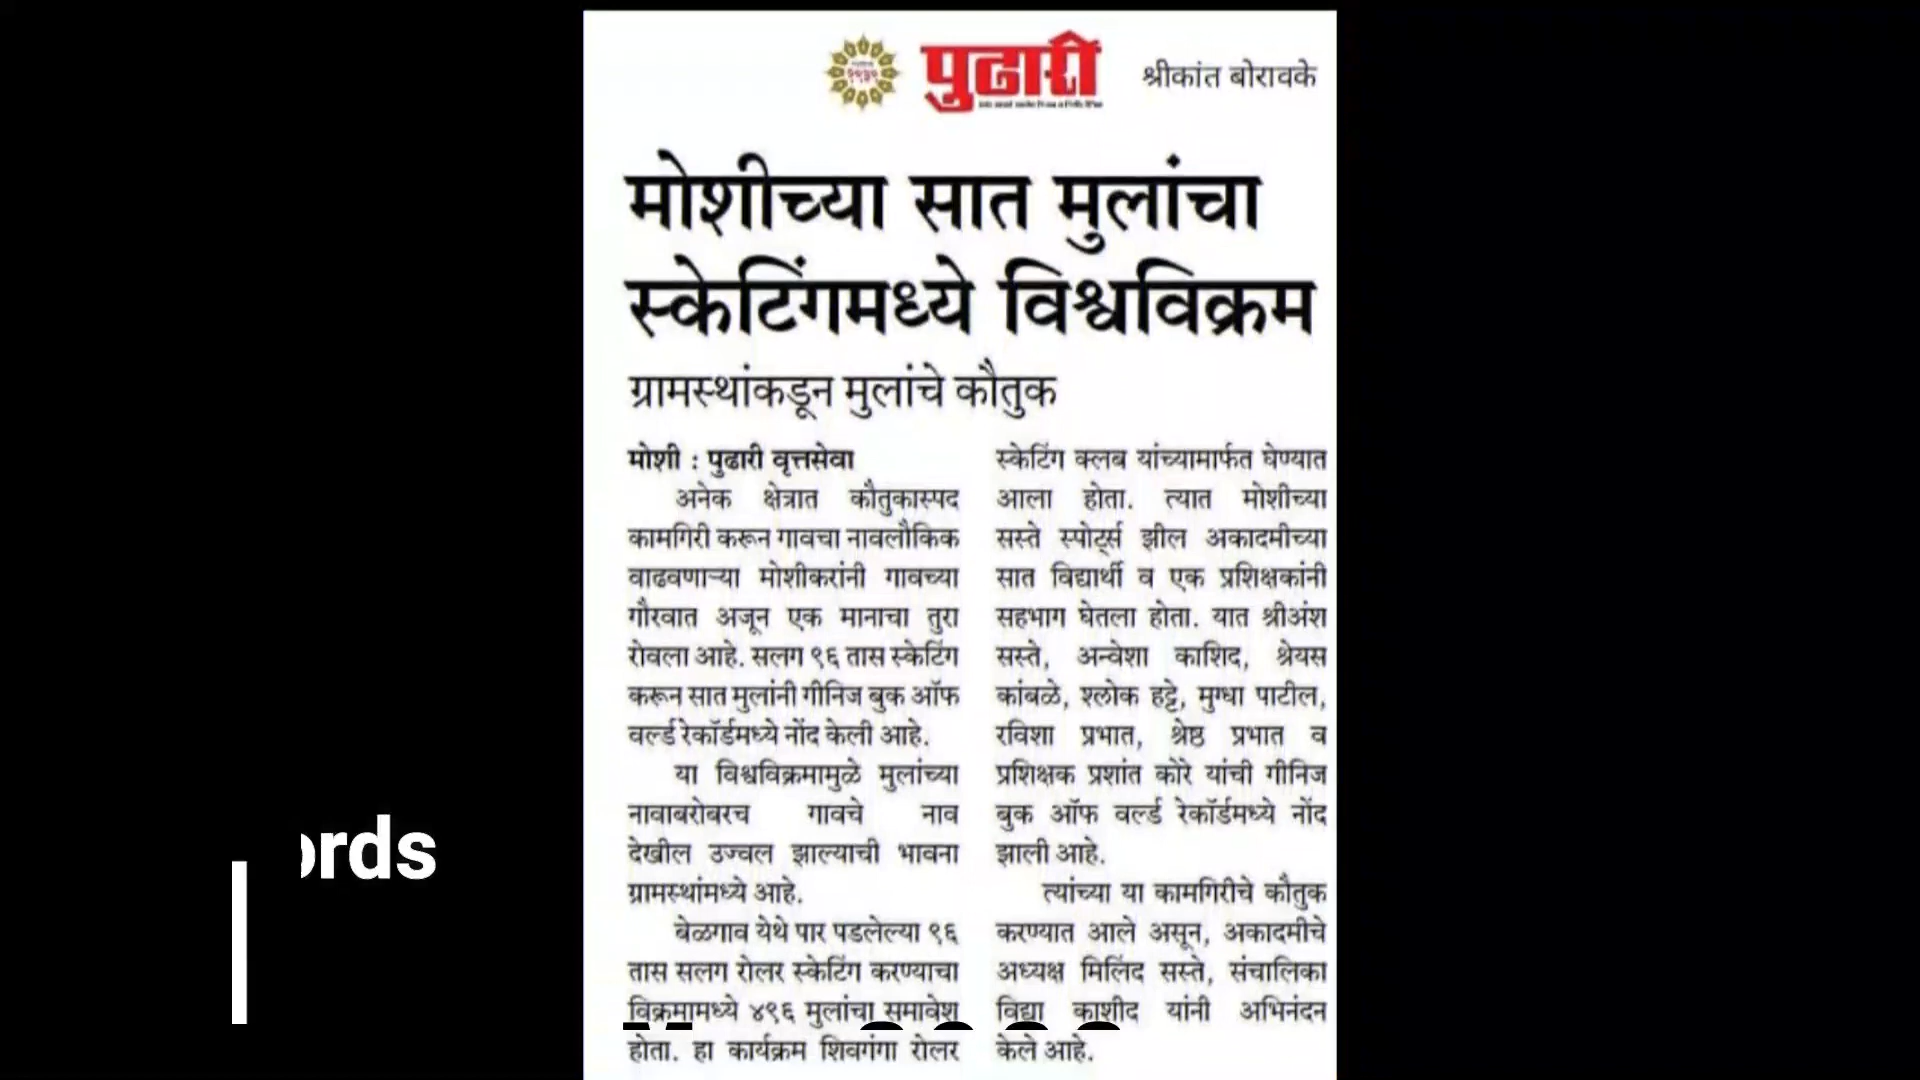 पुढारी
श्रीकांत बोरावके
मोशीच्या सात मुलांचा
स्केटिंगमध्ये विश्वविक्रम
ग्रामस्थांकडून मुलांचे कौतुक
मोशी : पुढारी वृत्तसेवा
अनेक क्षेत्रात कौतुकास्पद
कामगिरी करून गावचा नावलौकिक
वाढवणाऱ्या मोशीकरांनी गावच्या
गौरवात अजून एक मानाचा तुरा
रोवला आहे. सलग ९६ तास स्केटिंग
करून सात मुलांनी गीनिज बुक ऑफ
वर्ल्ड रेकॉर्डमध्ये नोंद केली आहे.
या विश्वविक्रमामुळे मुलांच्या
नावाबरोबरच गावचे नाव
देखील उज्वल झाल्याची भावना
ग्रामस्थांमध्ये आहे.
बेळगाव येथे पार पडलेल्या ९६
तास सलग रोलर स्केटिंग करण्याचा
विक्रमामध्ये ४९६ मुलांचा समावेश
होता. हा कार्यक्रम शिवगंगा रोलर
स्केटिंग क्लब यांच्यामार्फत घेण्यात
आला होता. त्यात मोशीच्या
सस्ते स्पोर्ट्स झील अकादमीच्या
सात विद्यार्थी व एक प्रशिक्षकांनी
सहभाग घेतला होता. यात श्रीअंश
सस्ते, अन्वेशा काशिद, श्रेयस
कांबळे, श्लोक हट्टे, मुग्धा पाटील,
रविशा प्रभात, श्रेष्ठ प्रभात व
प्रशिक्षक प्रशांत कोरे यांची गीनिज
बुक ऑफ वर्ल्ड रेकॉर्डमध्ये नोंद
झाली आहे.
त्यांच्या या कामगिरीचे कौतुक
करण्यात आले असून, अकादमीचे
अध्यक्ष मिलिंद सस्ते, संचालिका
विद्या काशीद यांनी अभिनंदन
केले आहे.
ords